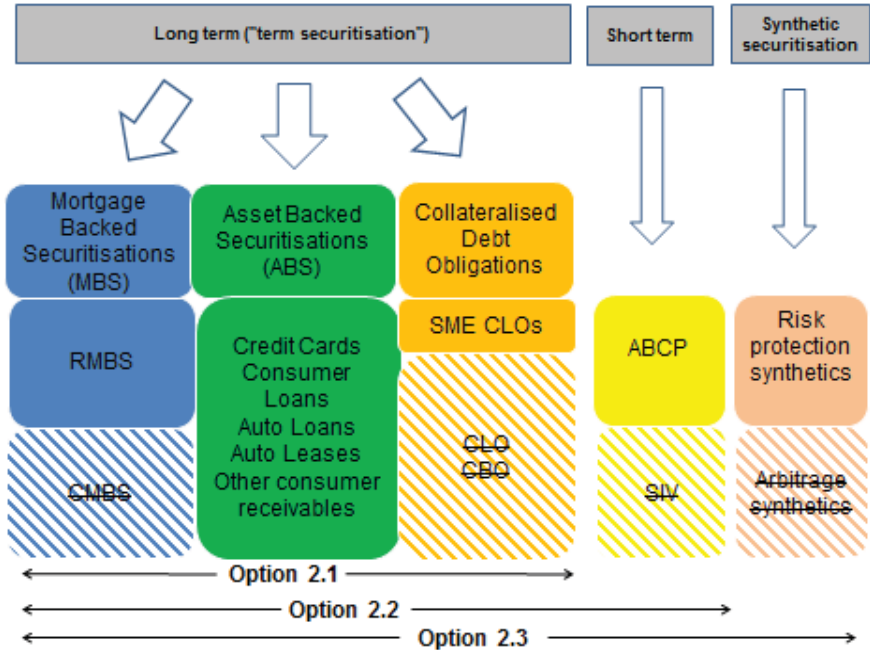 Long term ("term securitisation")
Short term
Synthetic
securitisation
Mortgage
Backed
Securitisations
(MBS)
Asset Backed
Securitisations
(ABS)
Collateralised
Debt
Obligations
RMBS
Credit Cards
Consumer
Loans
Auto Loans
Auto Leases
Other consumer
receivables
SME CLOs
ABCP
Risk
protection
synthetics
CMBS
CLO
CBO
SIV
Arbitrage
synthetics
Option 2.1
Option 2.2
Option 2.3